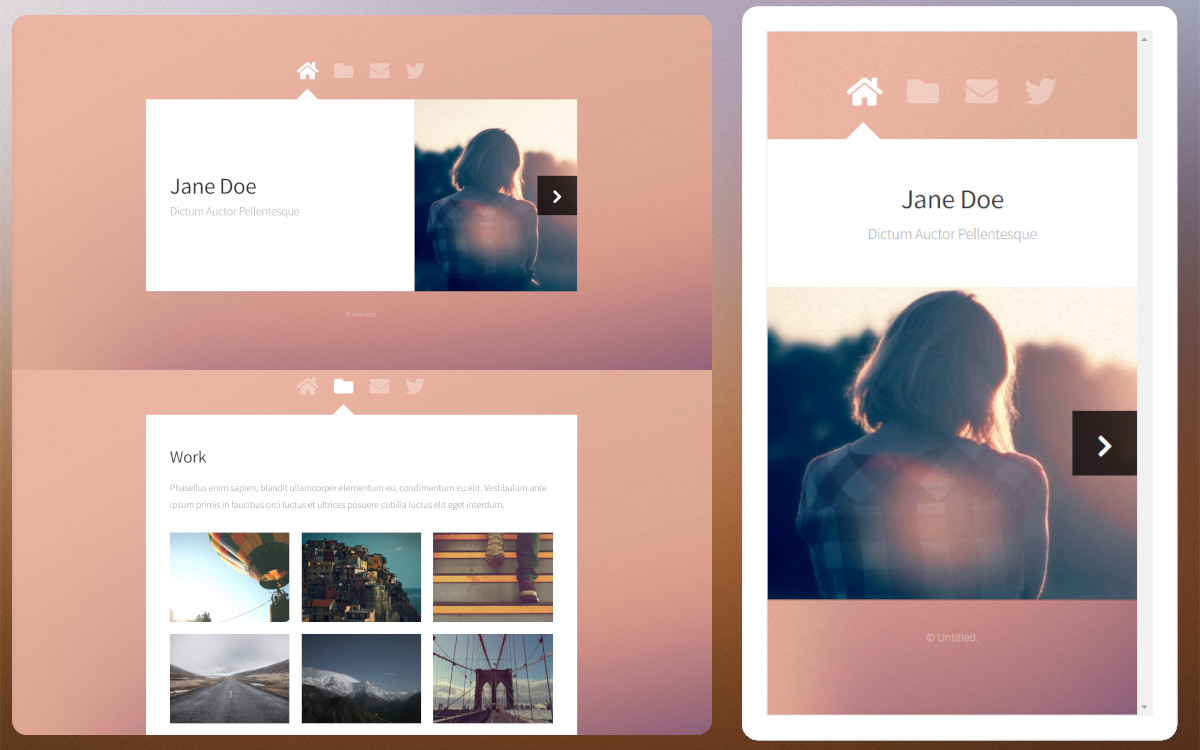 Jane Doe
Dictum Auctor Pellentesque
© Untitled.
Work
Phasellus enim sapien, blandit ullamcorper elementum eu, condimentum eu elit. Vestibulum ante
ipsum primis in faucibus orci luctus et ultrices posuere cubilia luctus elit eget interdum.
Jane Doe
Dictum Auctor Pellentesque
© Untitled.